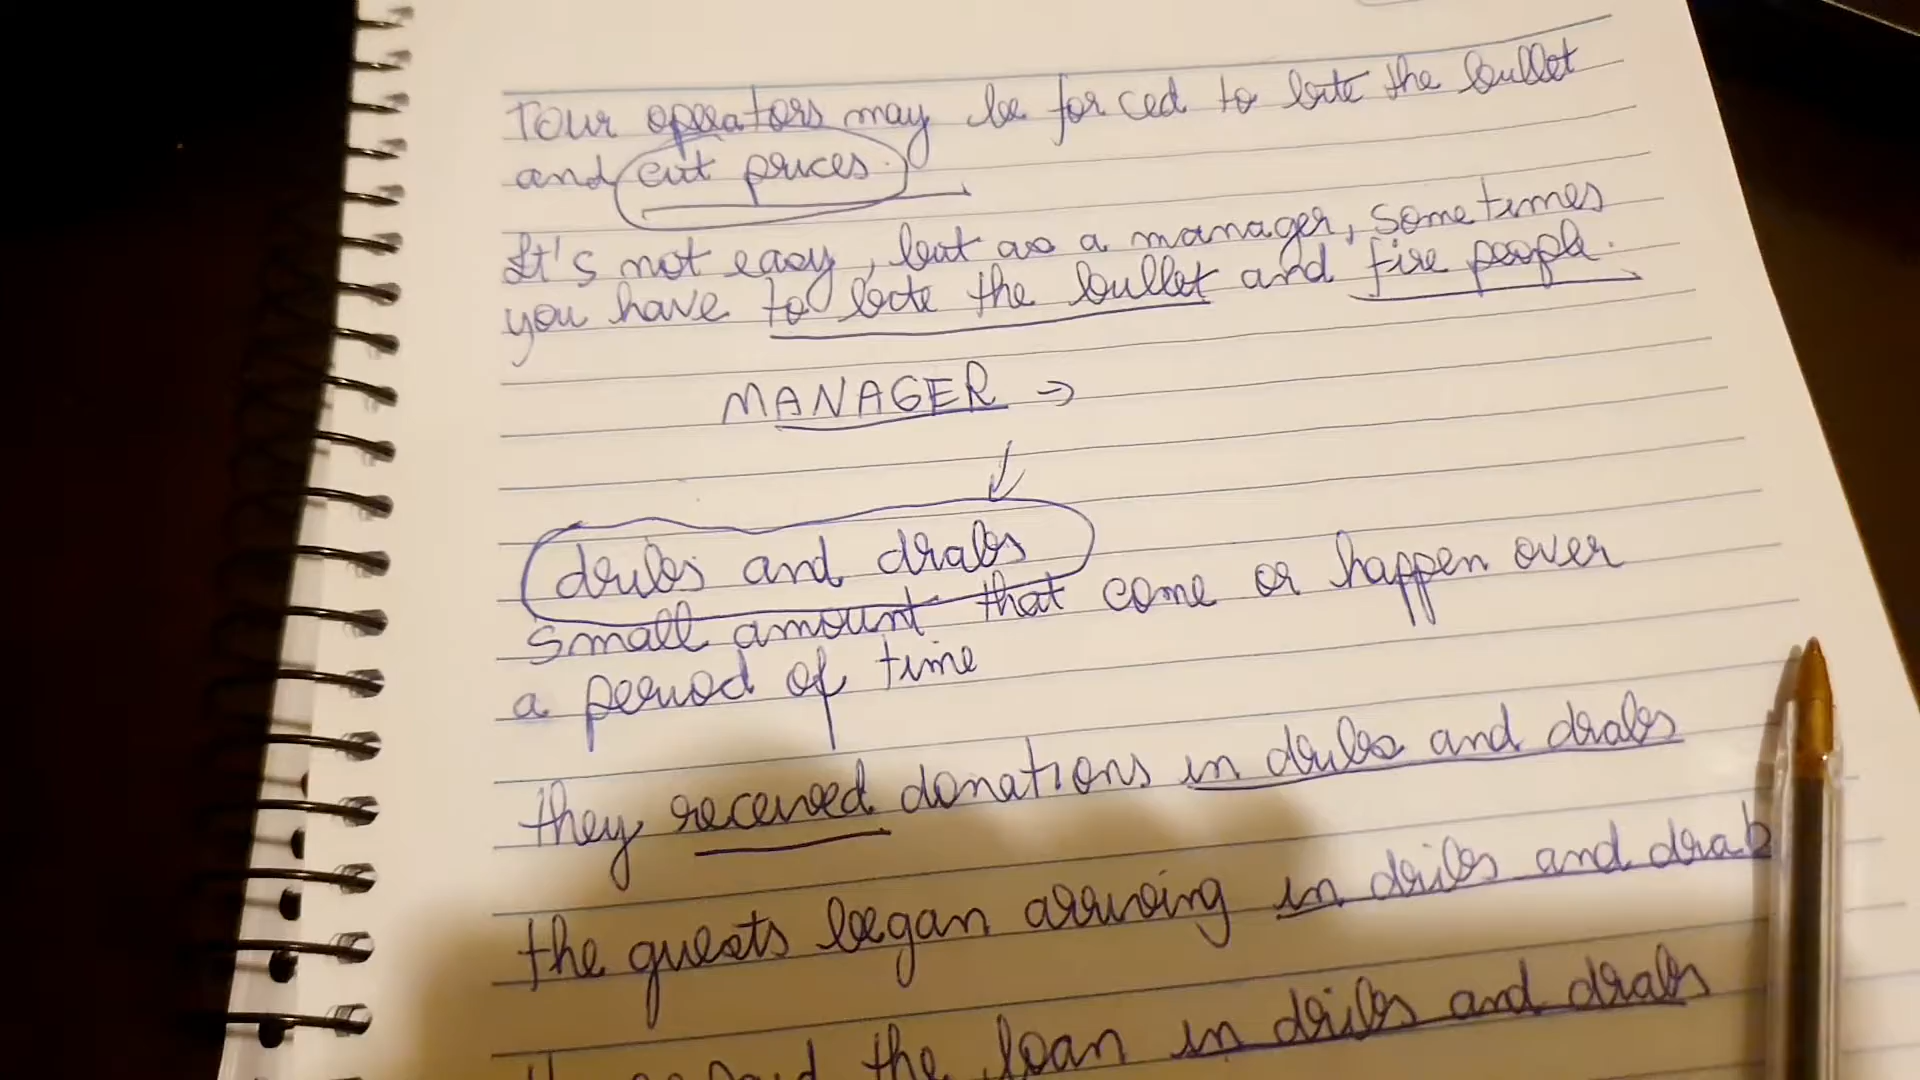 Tour operators may be forced to bite the bullet
and cut prices.
It's not easy, but as a manager, sometimes
you have to bite the bullet and fire people.
MANAGER →
dribs and drabs
small amount that come or happen over
a period of time
they received donations in dribs and drabs
the guests began arriving in dribs and drab
the loan in dribs and drabs